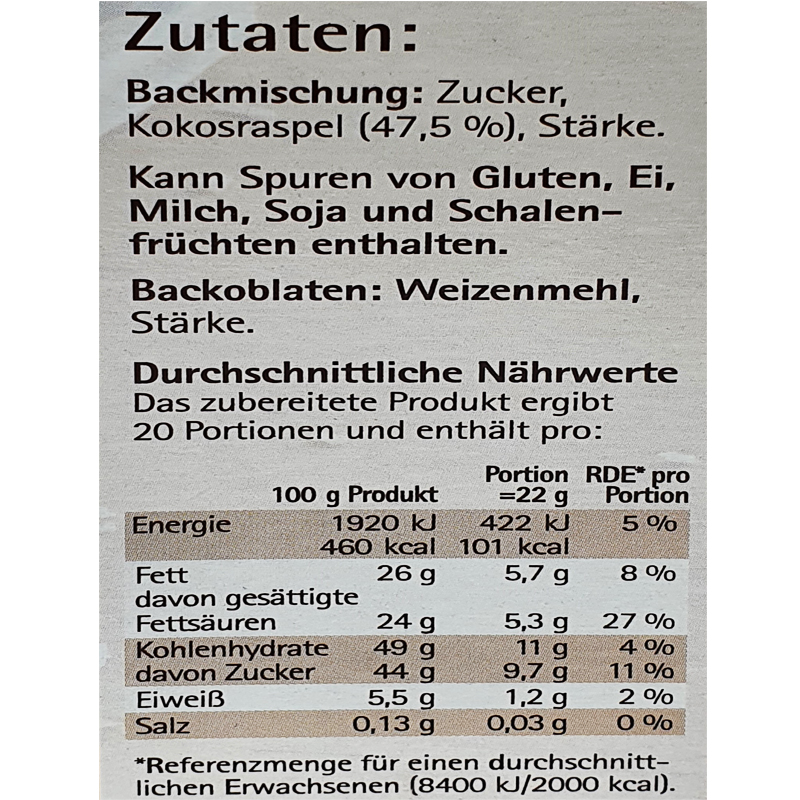 Zutaten:
Backmischung: Zucker,
Kokosraspel (47,5 %), Stärke.
Kann Spuren von Gluten, Ei,
Milch, Soja und Schalen-
früchten enthalten.
Backoblaten: Weizenmehl,
Stärke.
Durchschnittliche Nährwerte
Das zubereitete Produkt ergibt
20 Portionen und enthält pro:
Portion RDE* pro
100 g Produkt =22 g Portion
Energie 1920 kJ 422 kJ 5 %
460 kcal 101 kcal
Fett 26 g 5,7 g 8 %
davon gesättigte
Fettsäuren 24 g 5,3 g 27 %
Kohlenhydrate 49 g 11 g 4 %
davon Zucker 44 g 9,7 g 11 %
Eiweiß 5,5 g 1,2 g 2 %
Salz 0,13 g 0,03 g 0 %
*Referenzmenge für einen durchschnitt-
lichen Erwachsenen (8400 kJ/2000 kcal).